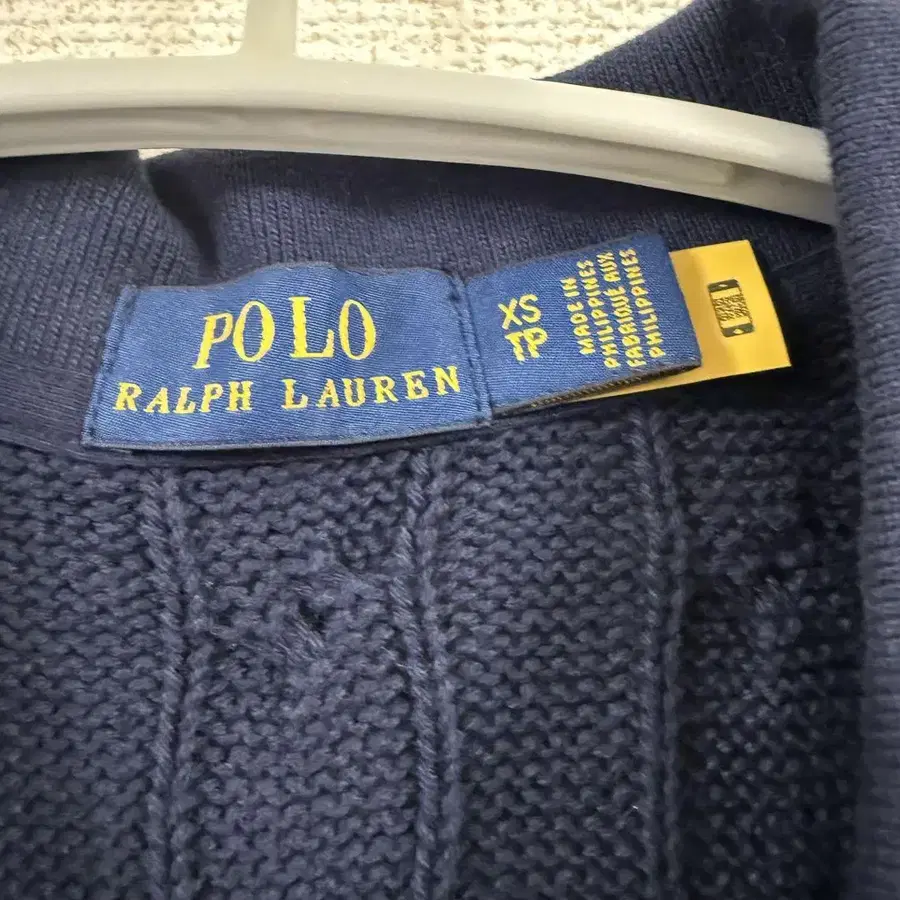 POLO
RALPH LAUREN
XS
TP
MADE IN
PHILIPPINES
FABRIQUÉ AUX
PHILIPPINES